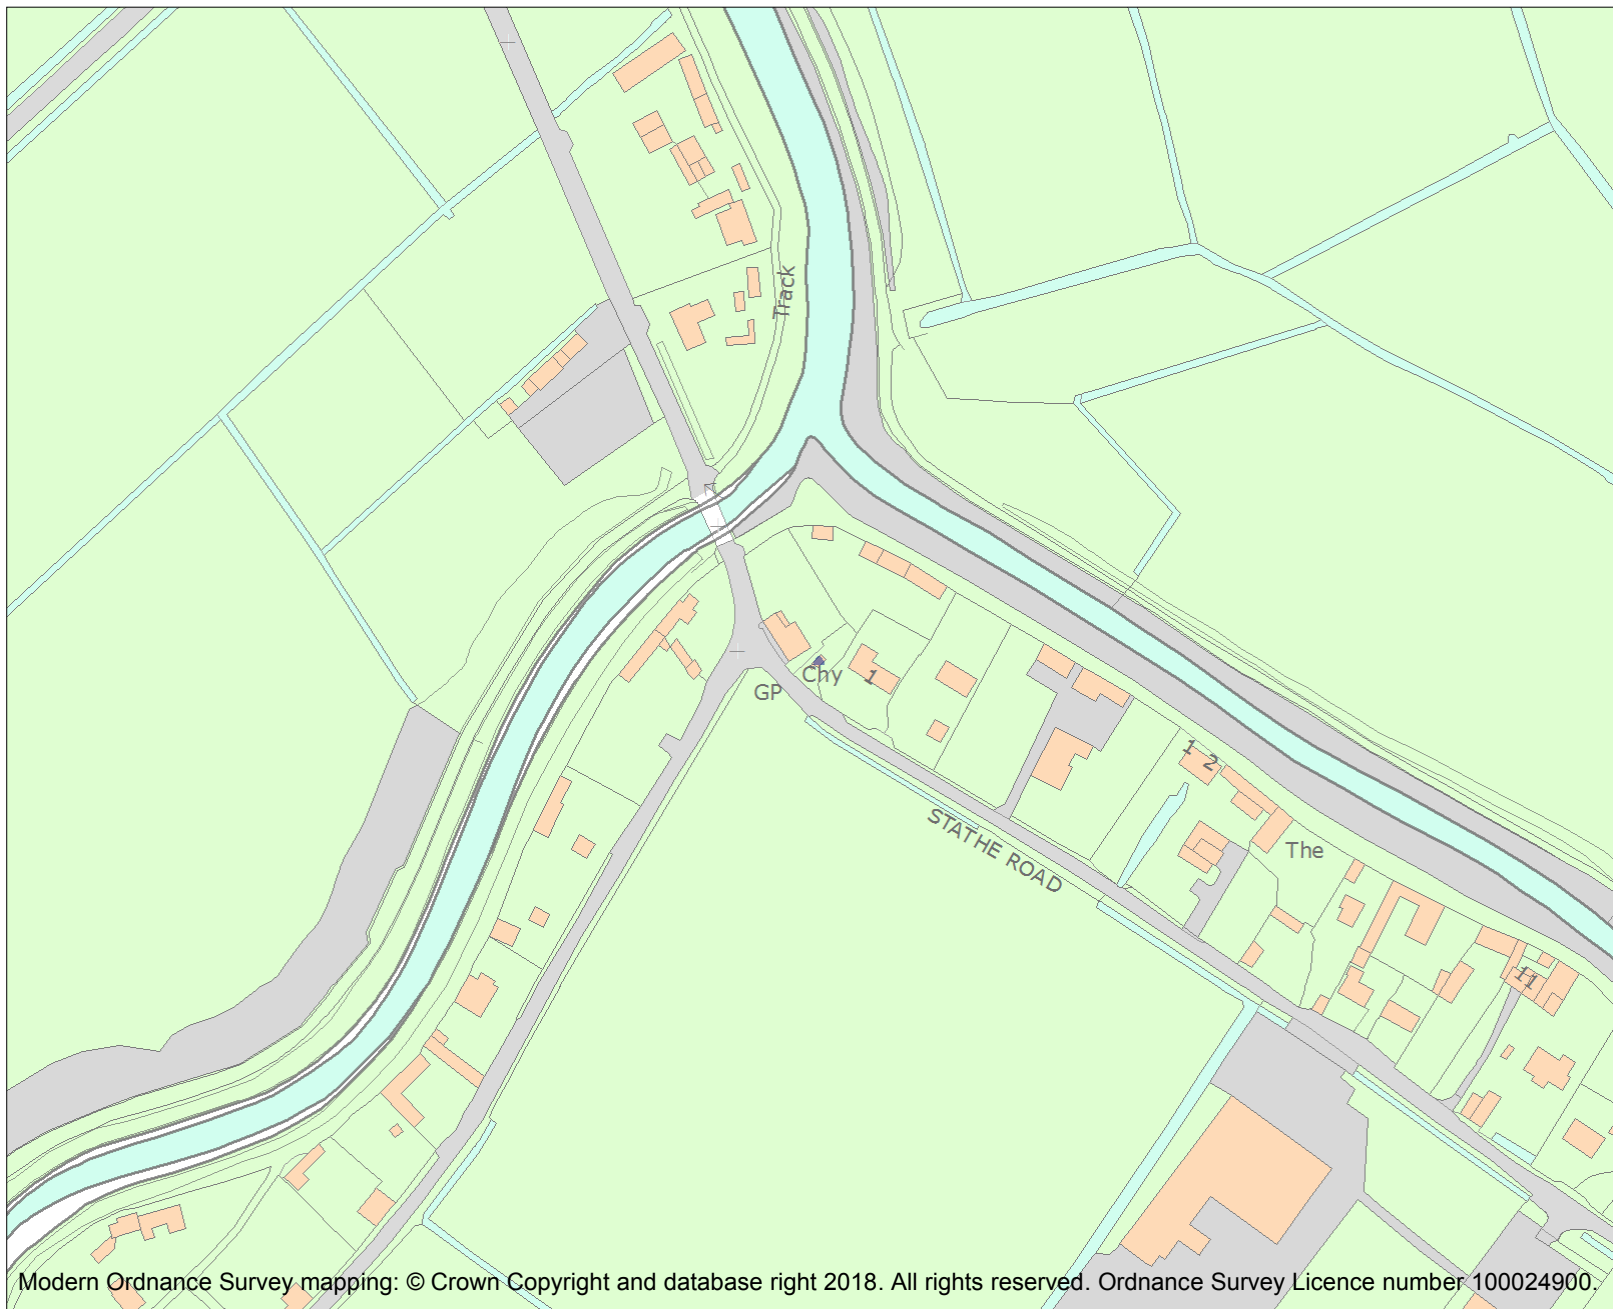 Track
Chy
1
GP
1 2
STATHE ROAD
The
11
Modern Ordnance Survey mapping: © Crown Copyright and database right 2018. All rights reserved. Ordnance Survey Licence number 100024900.